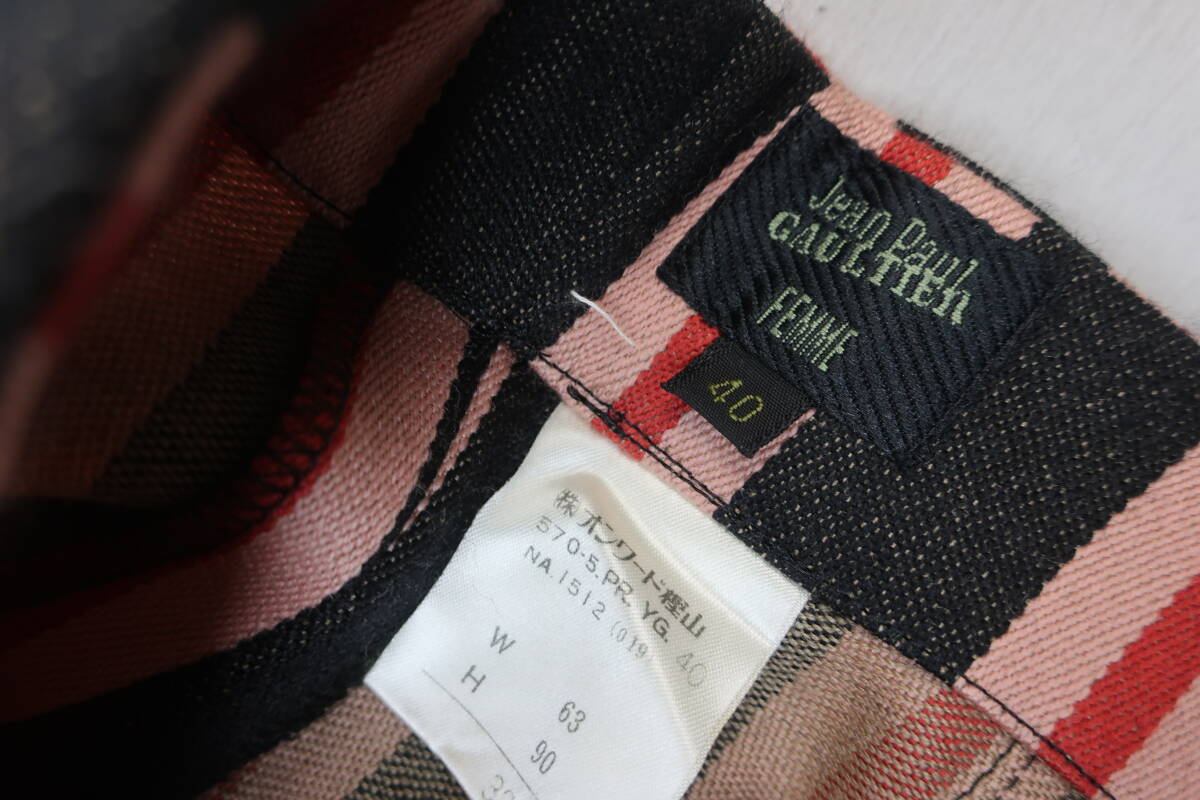 Jean Paul
GAULTIER
FEMME
40
㈱オンワード樫山
570-5.PR. YG.
NA.1512 (019 40
W 63
H 90